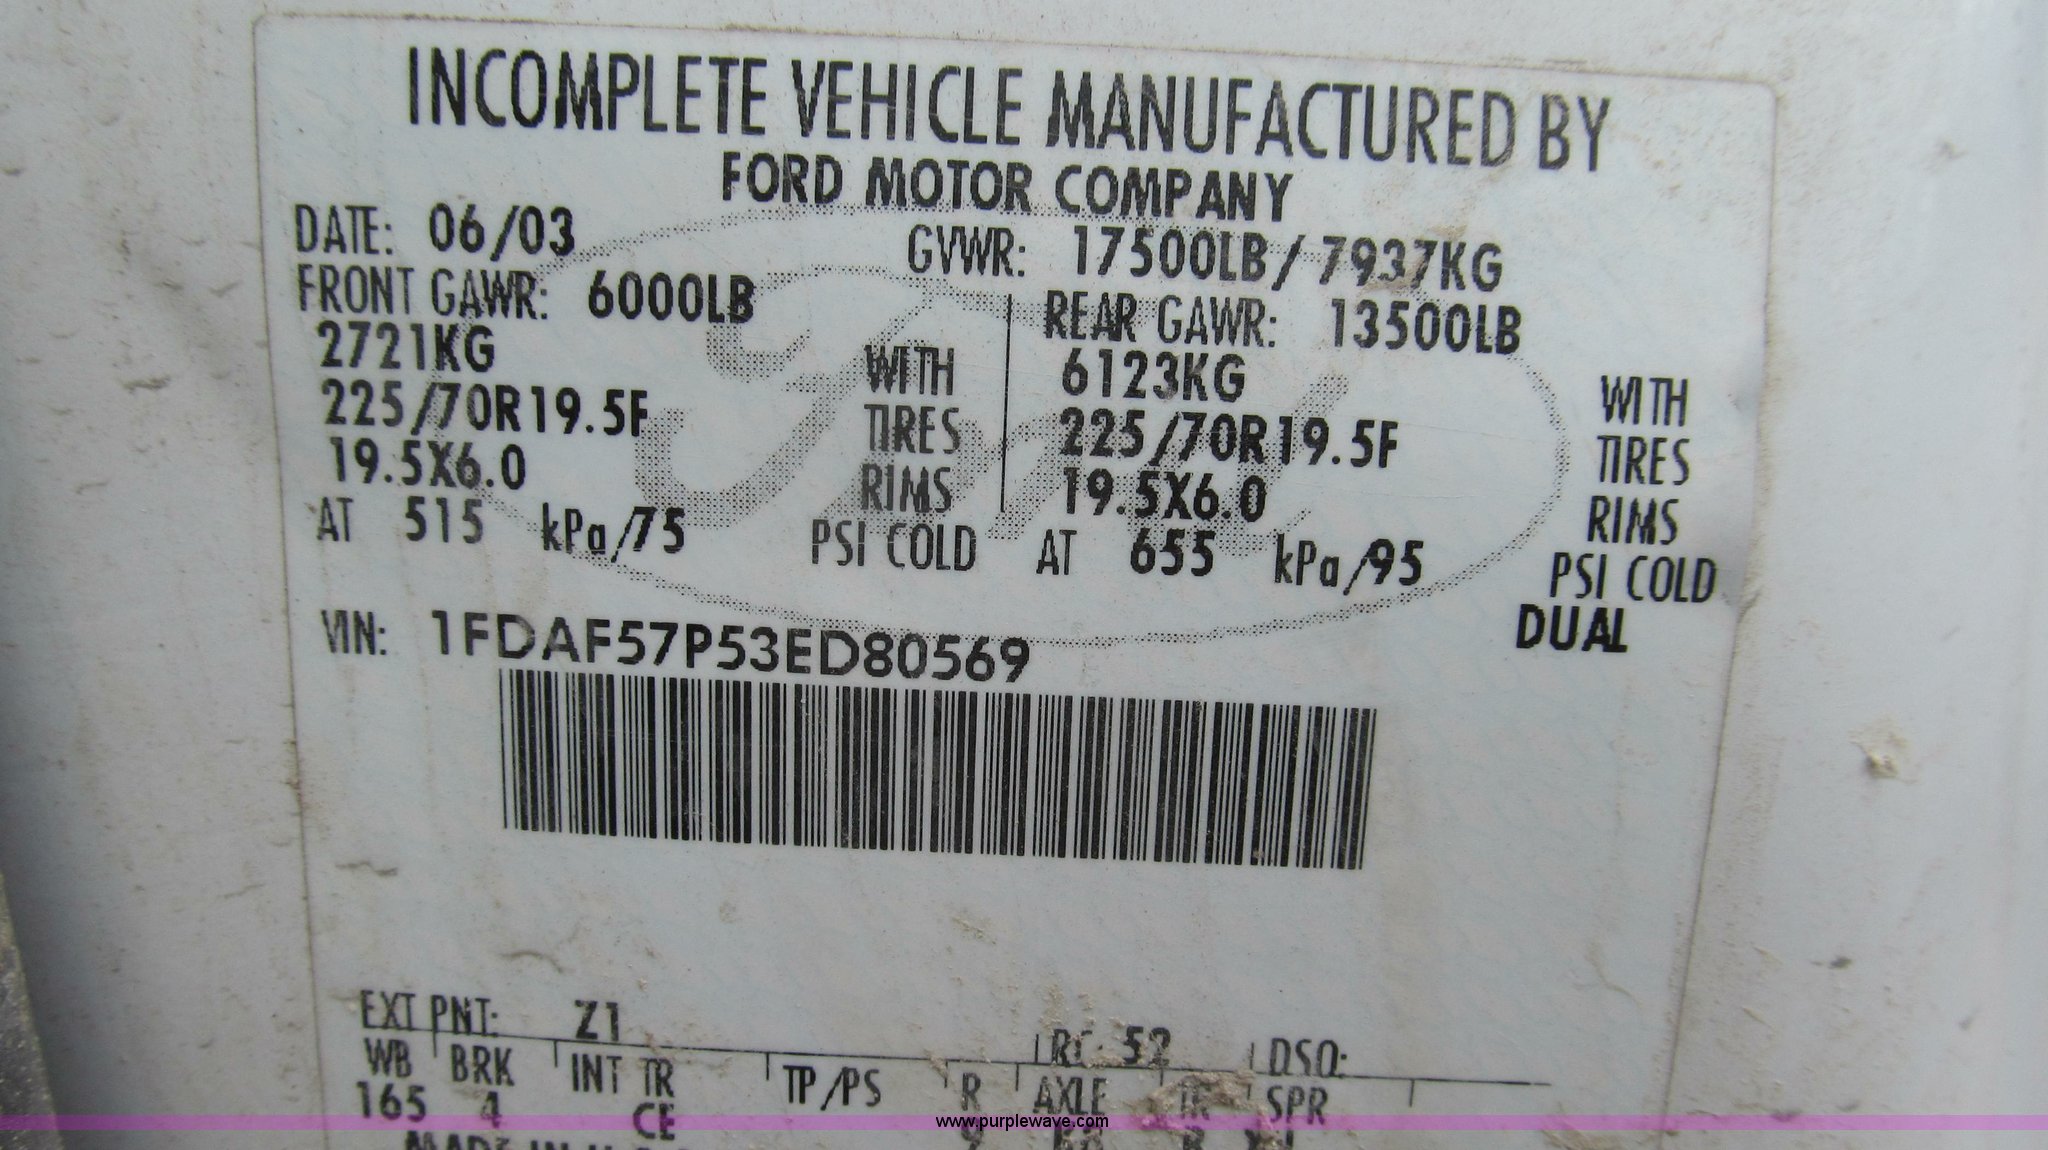 INCOMPLETE VEHICLE MANUFACTURED BY
FORD MOTOR COMPANY
DATE: 06/03 GVWR: 17500LB/7937KG
FRONT GAWR: 6000LB REAR GAWR: 13500LB
2721KG WITH 6123KG WITH
225/70R19.5F TIRES 225/70R19.5F TIRES
19.5X6.0 RIMS 19.5X6.0 RIMS
AT 515 kPa/75 PSI COLD AT 655 kPa/95 PSI COLD
DUAL
VIN: 1FDAF57P53ED80569
EXT PNT: Z1 RC: 52 DSO:
WB BRK INT TR TP/PS R AXLE TR SPR
165 4 CE
MADE IN
www.purplewave.com